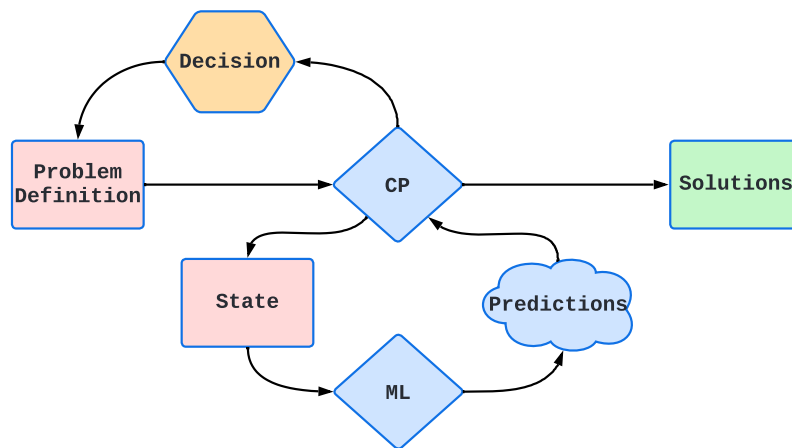 Decision
Problem
Definition
CP
Solutions
State
Predictions
ML